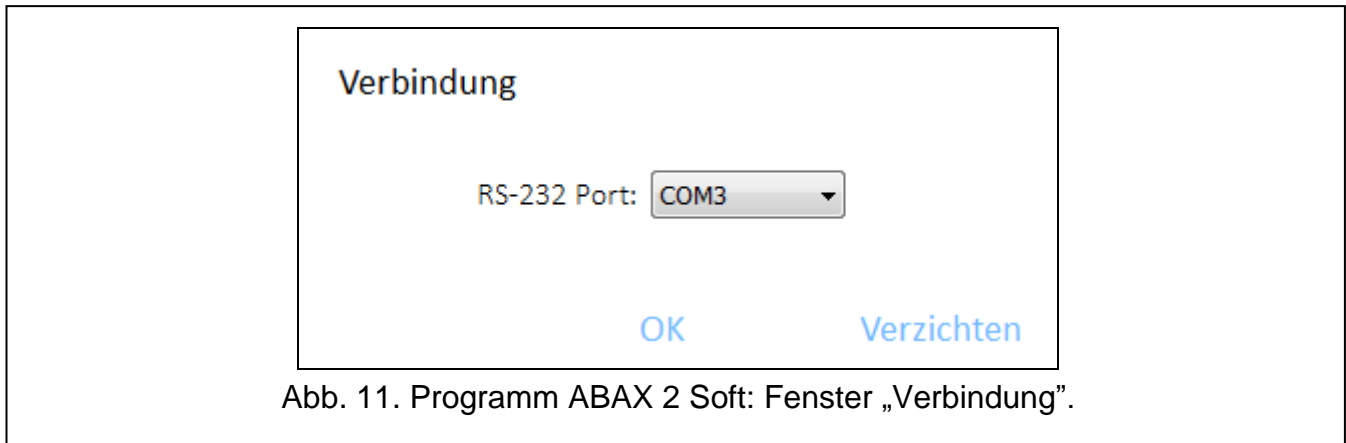 Verbindung
RS-232 Port: COM3
OK Verzichten
Abb. 11. Programm ABAX 2 Soft: Fenster „Verbindung”.